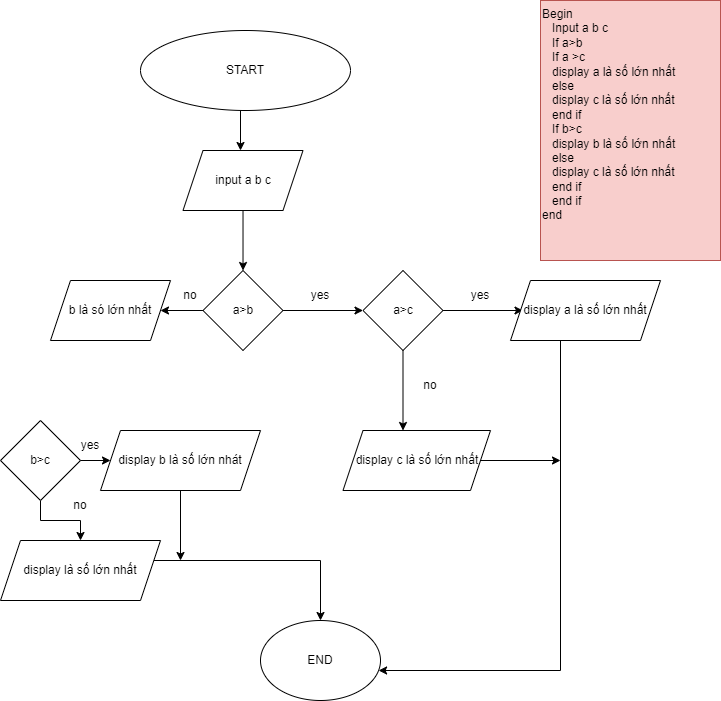 START
Begin
Input a b c
If a>b
If a >c
display a là số lớn nhất
else
display c là số lớn nhất
end if
If b>c
display b là số lớn nhất
else
display c là số lớn nhất
end if
end if
end
input a b c
b là só lớn nhất
no
a>b
yes
a>c
yes
display a là số lớn nhất
no
b>c
yes
display b là số lớn nhát
display c là số lớn nhất
no
display là số lớn nhất
END